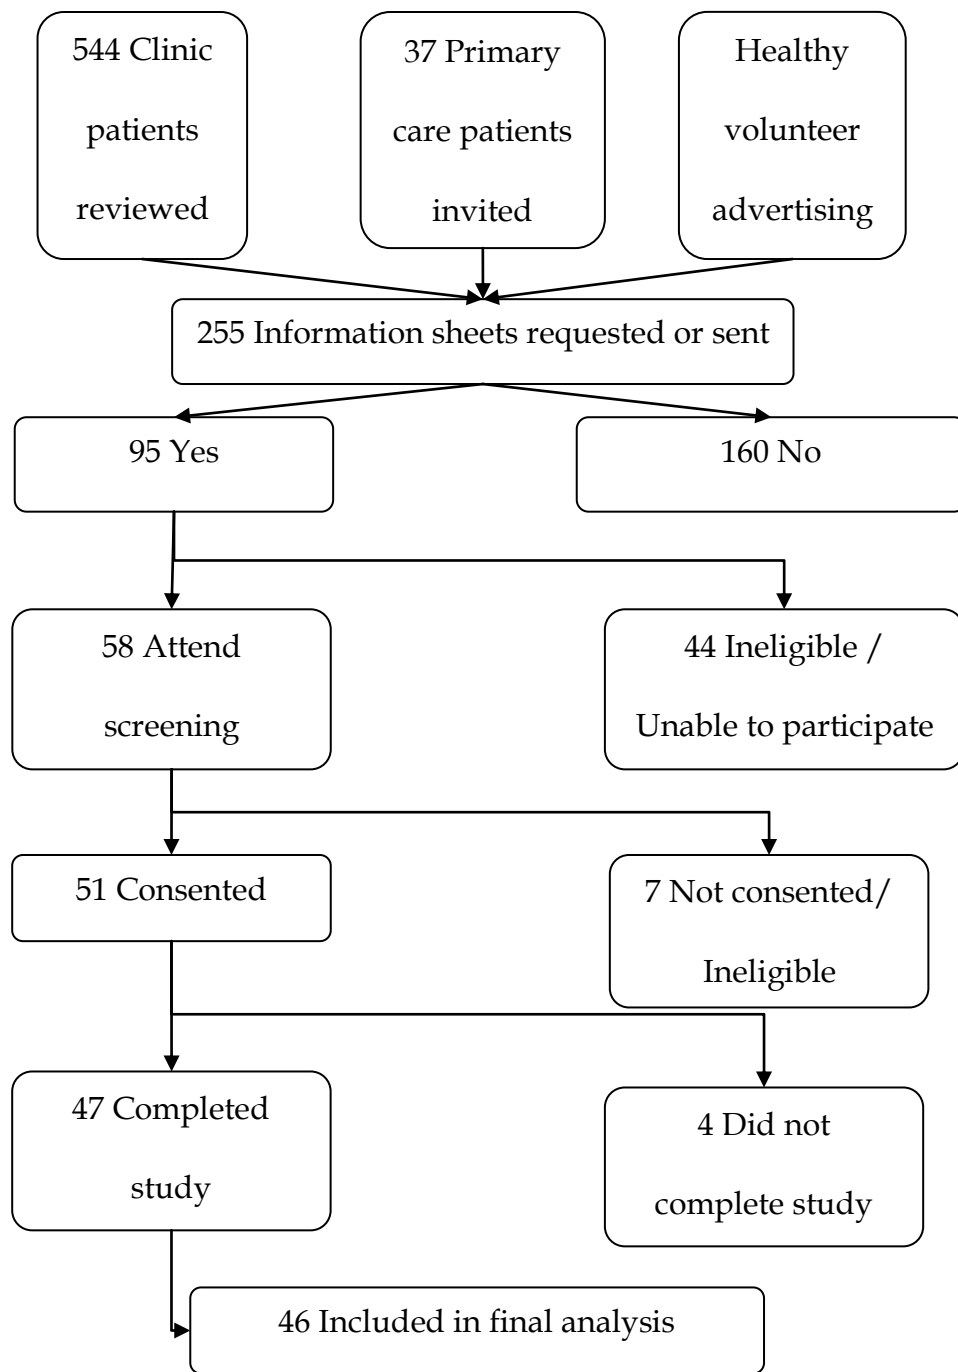 544 Clinic
patients
reviewed
37 Primary
care patients
invited
Healthy
volunteer
advertising
255 Information sheets requested or sent
95 Yes
160 No
58 Attend
screening
44 Ineligible /
Unable to participate
51 Consented
7 Not consented/
Ineligible
47 Completed
study
4 Did not
complete study
46 Included in final analysis